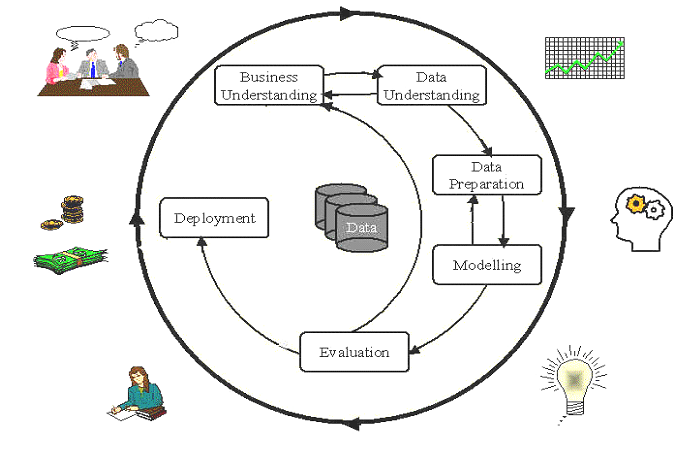 Business
Understanding
Data
Understanding
Data
Preparation
Deployment
Data
Modelling
Evaluation